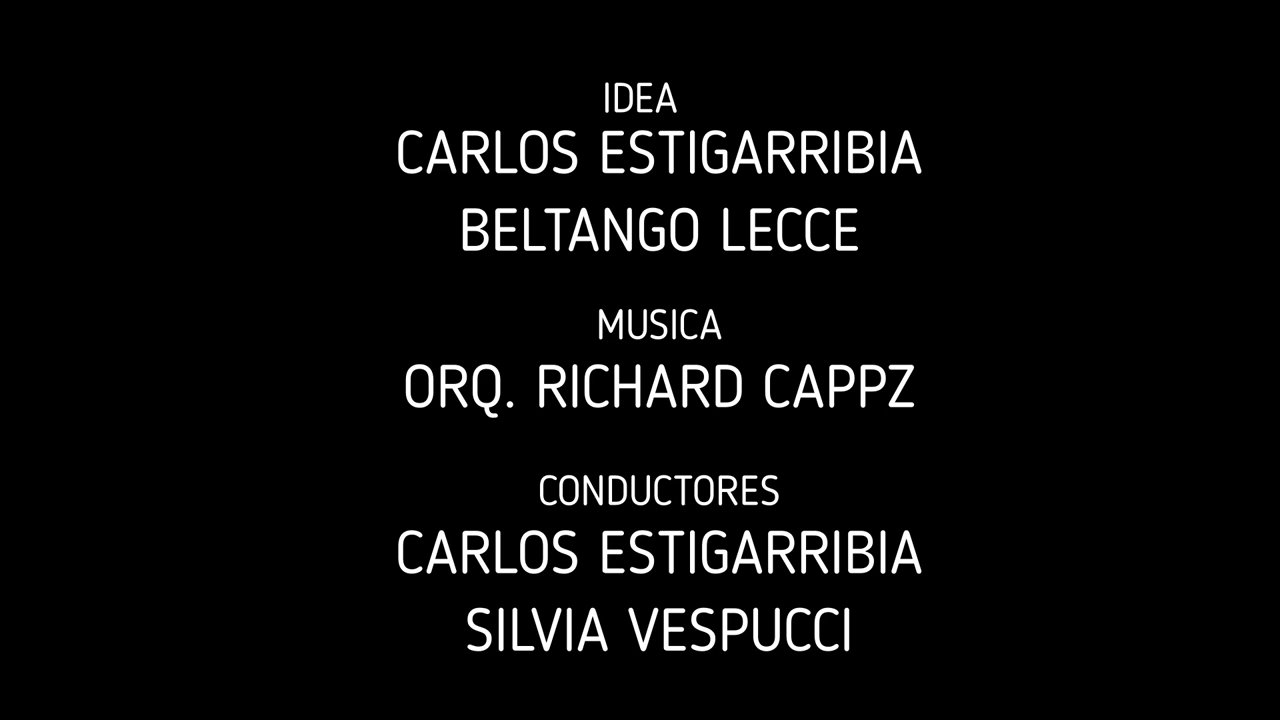 IDEA
CARLOS ESTIGARRIBIA
BELTANGO LECCE
MUSICA
ORQ. RICHARD CAPPZ
CONDUCTORES
CARLOS ESTIGARRIBIA
SILVIA VESPUCCI